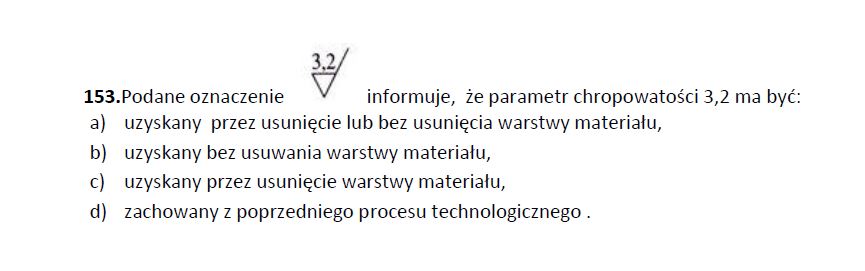 3,2
153.Podane oznaczenie informuje, że parametr chropowatości 3,2 ma być:
a) uzyskany przez usunięcie lub bez usunięcia warstwy materiału,
b) uzyskany bez usuwania warstwy materiału,
c) uzyskany przez usunięcie warstwy materiału,
d) zachowany z poprzedniego procesu technologicznego .